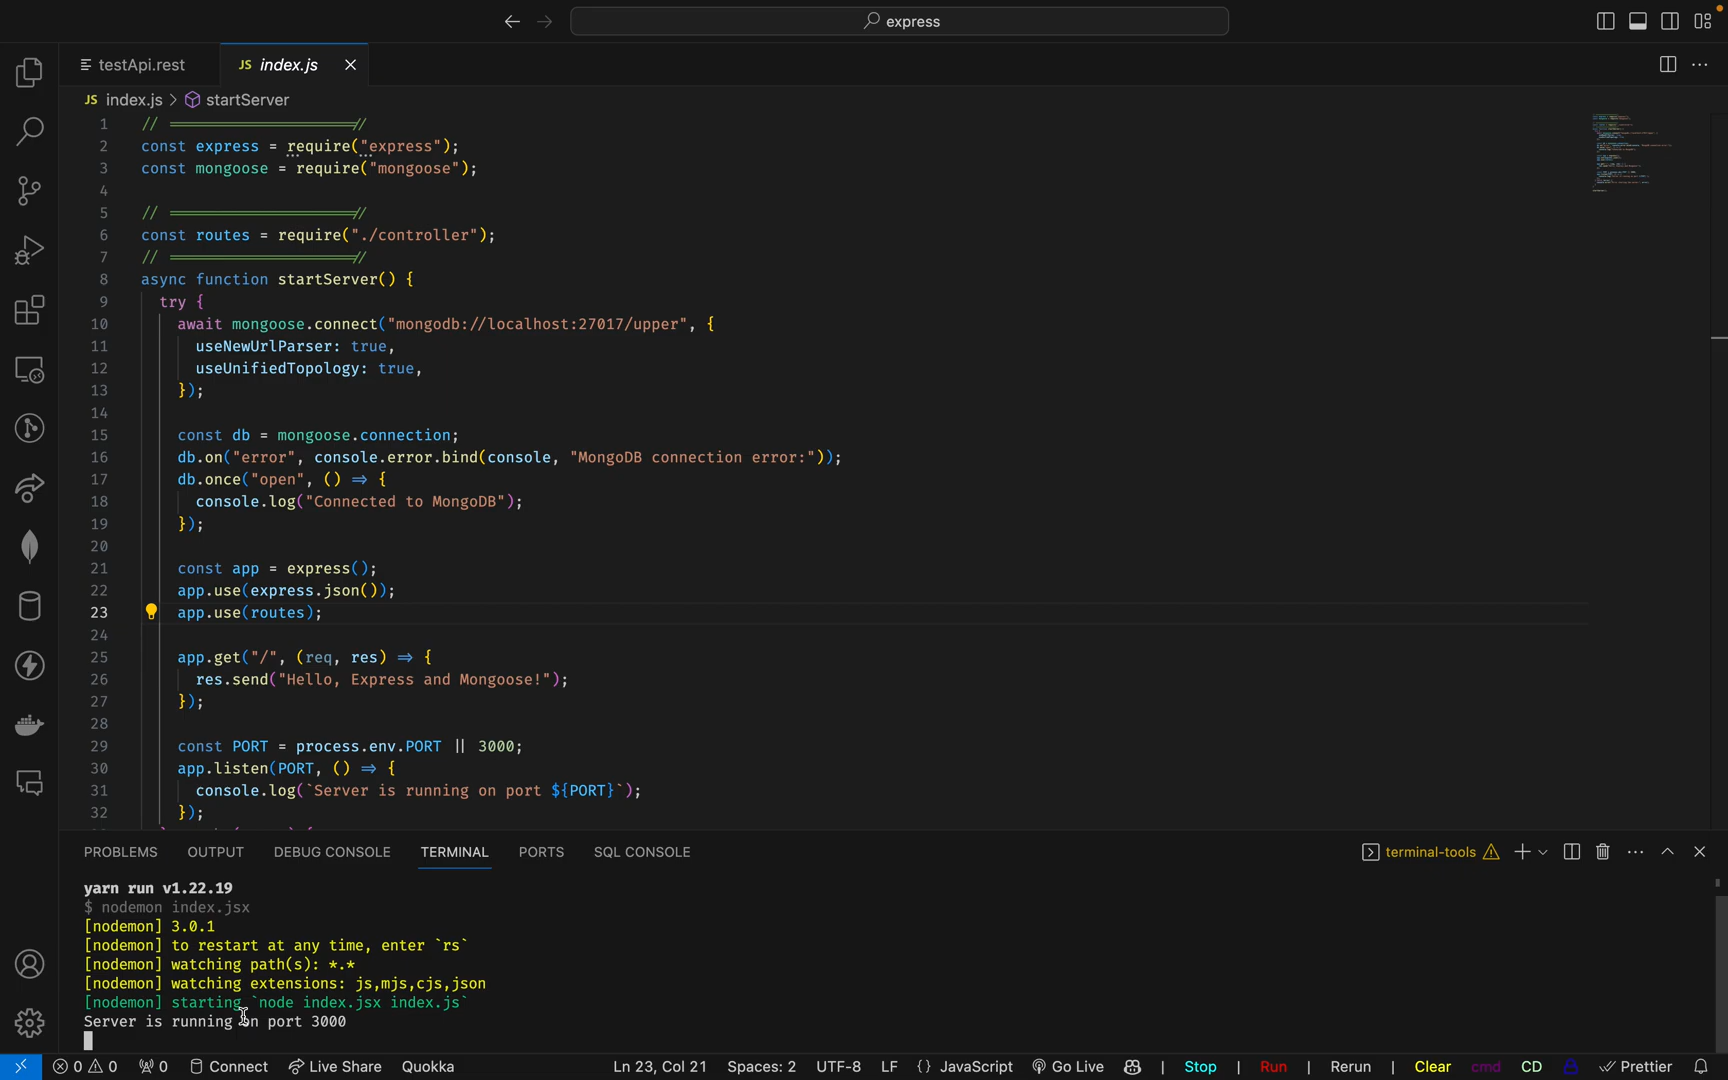 express
testApi.rest
JS index.js
JS index.js > startServer
1 // ════════════════════//
2 const express = require("express");
3 const mongoose = require("mongoose");
4
5 // ════════════════════//
6 const routes = require("./controller");
7 // ════════════════════//
8 async function startServer() {
9 try {
10 await mongoose.connect("mongodb://localhost:27017/upper", {
11 useNewUrlParser: true,
12 useUnifiedTopology: true,
13 });
14
15 const db = mongoose.connection;
16 db.on("error", console.error.bind(console, "MongoDB connection error:"));
17 db.once("open", () => {
18 console.log("Connected to MongoDB");
19 });
20
21 const app = express();
22 app.use(express.json());
23 app.use(routes);
24
25 app.get("/", (req, res) => {
26 res.send("Hello, Express and Mongoose!");
27 });
28
29 const PORT = process.env.PORT || 3000;
30 app.listen(PORT, () => {
31 console.log(`Server is running on port ${PORT}`);
32 });
PROBLEMS OUTPUT DEBUG CONSOLE TERMINAL PORTS SQL CONSOLE terminal-tools
yarn run v1.22.19
$ nodemon index.jsx
[nodemon] 3.0.1
[nodemon] to restart at any time, enter `rs`
[nodemon] watching path(s): *.*
[nodemon] watching extensions: js,mjs,cjs,json
[nodemon] starting `node index.jsx index.js`
Server is running on port 3000
0 0 0 Connect Live Share Quokka Ln 23, Col 21 Spaces: 2 UTF-8 LF {} JavaScript Go Live | Stop | Run | Rerun | Clear cmd CD Prettier